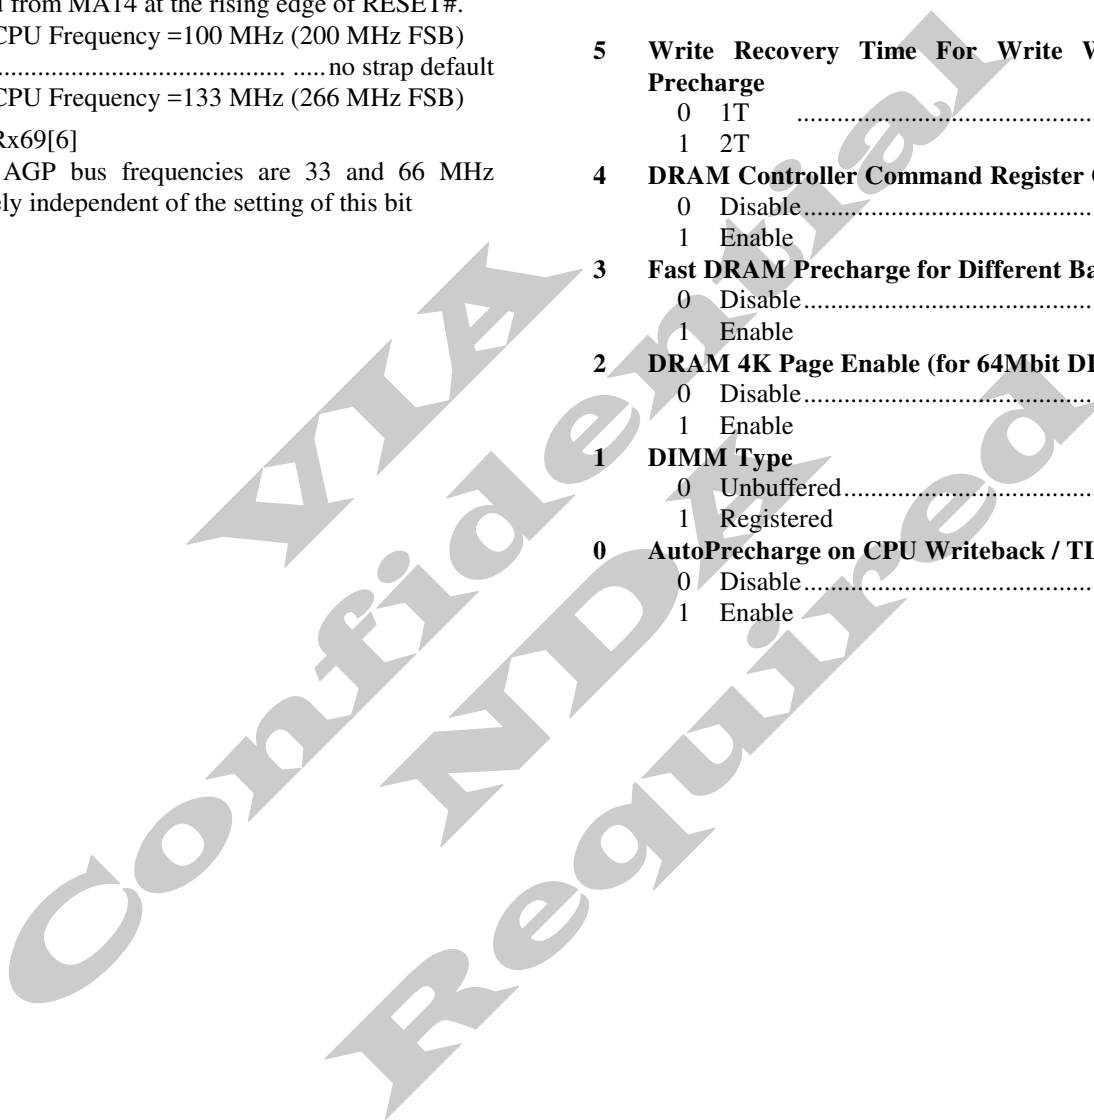 from MA14 at the rising edge of RESET#.
CPU Frequency =100 MHz (200 MHz FSB)
........................................... .....no strap default
CPU Frequency =133 MHz (266 MHz FSB)
Rx69[6]
AGP bus frequencies are 33 and 66 MHz
independent of the setting of this bit
5 Write Recovery Time For Write
Precharge
0 1T .............................................
1 2T
4 DRAM Controller Command Register
0 Disable...........................................
1 Enable
3 Fast DRAM Precharge for Different
0 Disable...........................................
1 Enable
2 DRAM 4K Page Enable (for 64Mbit
0 Disable...........................................
1 Enable
1 DIMM Type
0 Unbuffered.....................................
1 Registered
0 AutoPrecharge on CPU Writeback /
0 Disable...........................................
1 Enable
VIA
Confidential
NDA
Required